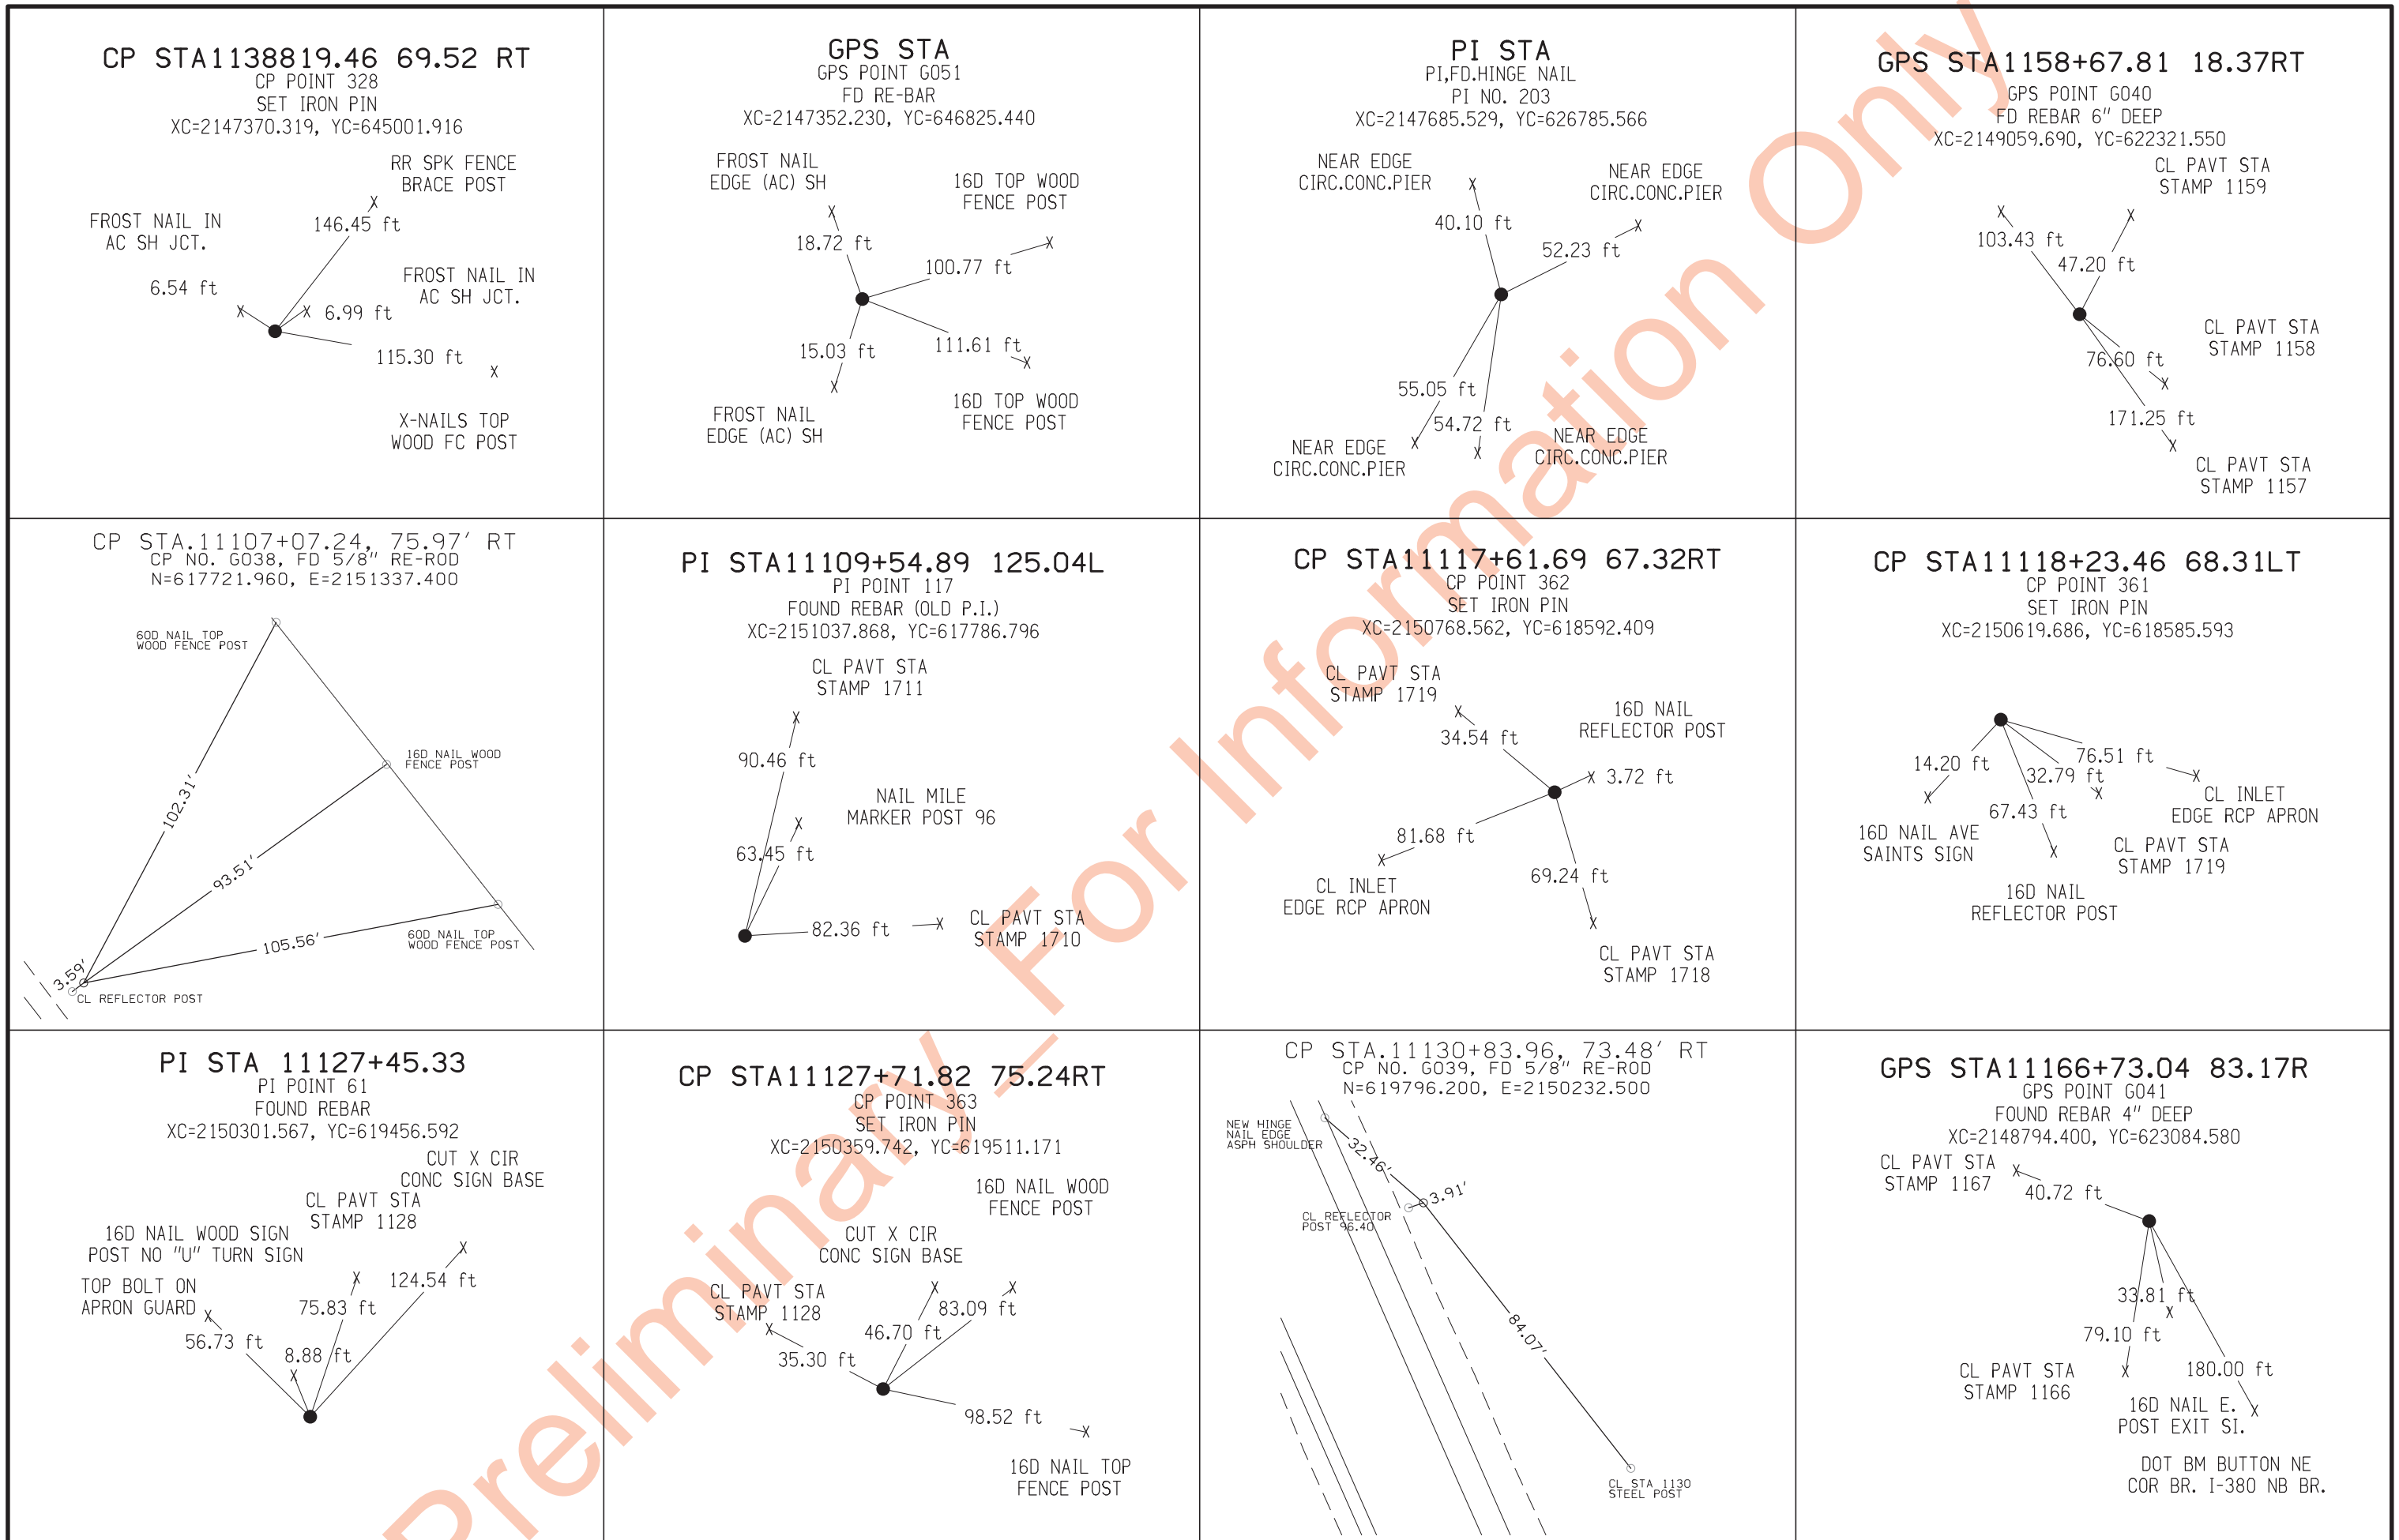 CP STA1138819.46 69.52 RT
CP POINT 328
SET IRON PIN
XC=2147370.319, YC=645001.916
RR SPK FENCE
BRACE POST
146.45 ft
FROST NAIL IN
AC SH JCT.
6.54 ft
FROST NAIL IN
AC SH JCT.
6.99 ft
115.30 ft
X-NAILS TOP
WOOD FC POST
GPS STA
GPS POINT G051
FD RE-BAR
XC=2147352.230, YC=646825.440
FROST NAIL
EDGE (AC) SH
18.72 ft
16D TOP WOOD
FENCE POST
100.77 ft
15.03 ft
111.61 ft
FROST NAIL
EDGE (AC) SH
16D TOP WOOD
FENCE POST
PI STA
PI,FD.HINGE NAIL
PI NO. 203
XC=2147685.529, YC=626785.566
NEAR EDGE
CIRC.CONC.PIER
40.10 ft
NEAR EDGE
CIRC.CONC.PIER
52.23 ft
55.05 ft
54.72 ft
NEAR EDGE
CIRC.CONC.PIER
NEAR EDGE
CIRC.CONC.PIER
GPS STA1158+67.81 18.37RT
GPS POINT G040
FD REBAR 6" DEEP
XC=2149059.690, YC=622321.550
CL PAVT STA
STAMP 1159
103.43 ft
47.20 ft
CL PAVT STA
STAMP 1158
76.60 ft
171.25 ft
CL PAVT STA
STAMP 1157
CP STA.11107+07.24, 75.97' RT
CP NO. G038, FD 5/8" RE-ROD
N=617721.960, E=2151337.400
60D NAIL TOP
WOOD FENCE POST
102.31'
16D NAIL WOOD
FENCE POST
93.51'
105.56'
60D NAIL TOP
WOOD FENCE POST
3.59'
CL REFLECTOR POST
PI STA11109+54.89 125.04L
PI POINT 117
FOUND REBAR (OLD P.I.)
XC=2151037.868, YC=617786.796
CL PAVT STA
STAMP 1711
90.46 ft
NAIL MILE
MARKER POST 96
63.45 ft
82.36 ft
CL PAVT STA
STAMP 1710
CP STA11117+61.69 67.32RT
CP POINT 362
SET IRON PIN
XC=2150768.562, YC=618592.409
CL PAVT STA
STAMP 1719
34.54 ft
16D NAIL
REFLECTOR POST
3.72 ft
81.68 ft
CL INLET
EDGE RCP APRON
69.24 ft
CL PAVT STA
STAMP 1718
CP STA11118+23.46 68.31LT
CP POINT 361
SET IRON PIN
XC=2150619.686, YC=618585.593
14.20 ft
76.51 ft
32.79 ft
67.43 ft
CL INLET
EDGE RCP APRON
16D NAIL AVE
SAINTS SIGN
CL PAVT STA
STAMP 1719
16D NAIL
REFLECTOR POST
PI STA 11127+45.33
PI POINT 61
FOUND REBAR
XC=2150301.567, YC=619456.592
CUT X CIR
CONC SIGN BASE
CL PAVT STA
STAMP 1128
16D NAIL WOOD SIGN
POST NO "U" TURN SIGN
TOP BOLT ON
APRON GUARD
124.54 ft
75.83 ft
56.73 ft
8.88 ft
CP STA11127+71.82 75.24RT
CP POINT 363
SET IRON PIN
XC=2150359.742, YC=619511.171
16D NAIL WOOD
FENCE POST
CUT X CIR
CONC SIGN BASE
CL PAVT STA
STAMP 1128
83.09 ft
46.70 ft
35.30 ft
98.52 ft
16D NAIL TOP
FENCE POST
CP STA.11130+83.96, 73.48' RT
CP NO. G039, FD 5/8" RE-ROD
N=619796.200, E=2150232.500
NEW HINGE
NAIL EDGE
ASPH SHOULDER
32.46'
3.91'
CL REFLECTOR
POST 96.40
84.07'
CL STA 1130
STEEL POST
GPS STA11166+73.04 83.17R
GPS POINT G041
FOUND REBAR 4" DEEP
XC=2148794.400, YC=623084.580
CL PAVT STA
STAMP 1167
40.72 ft
33.81 ft
79.10 ft
CL PAVT STA
STAMP 1166
180.00 ft
16D NAIL E.
POST EXIT SI.
DOT BM BUTTON NE
COR BR. I-380 NB BR.
Preliminary_For Information Only